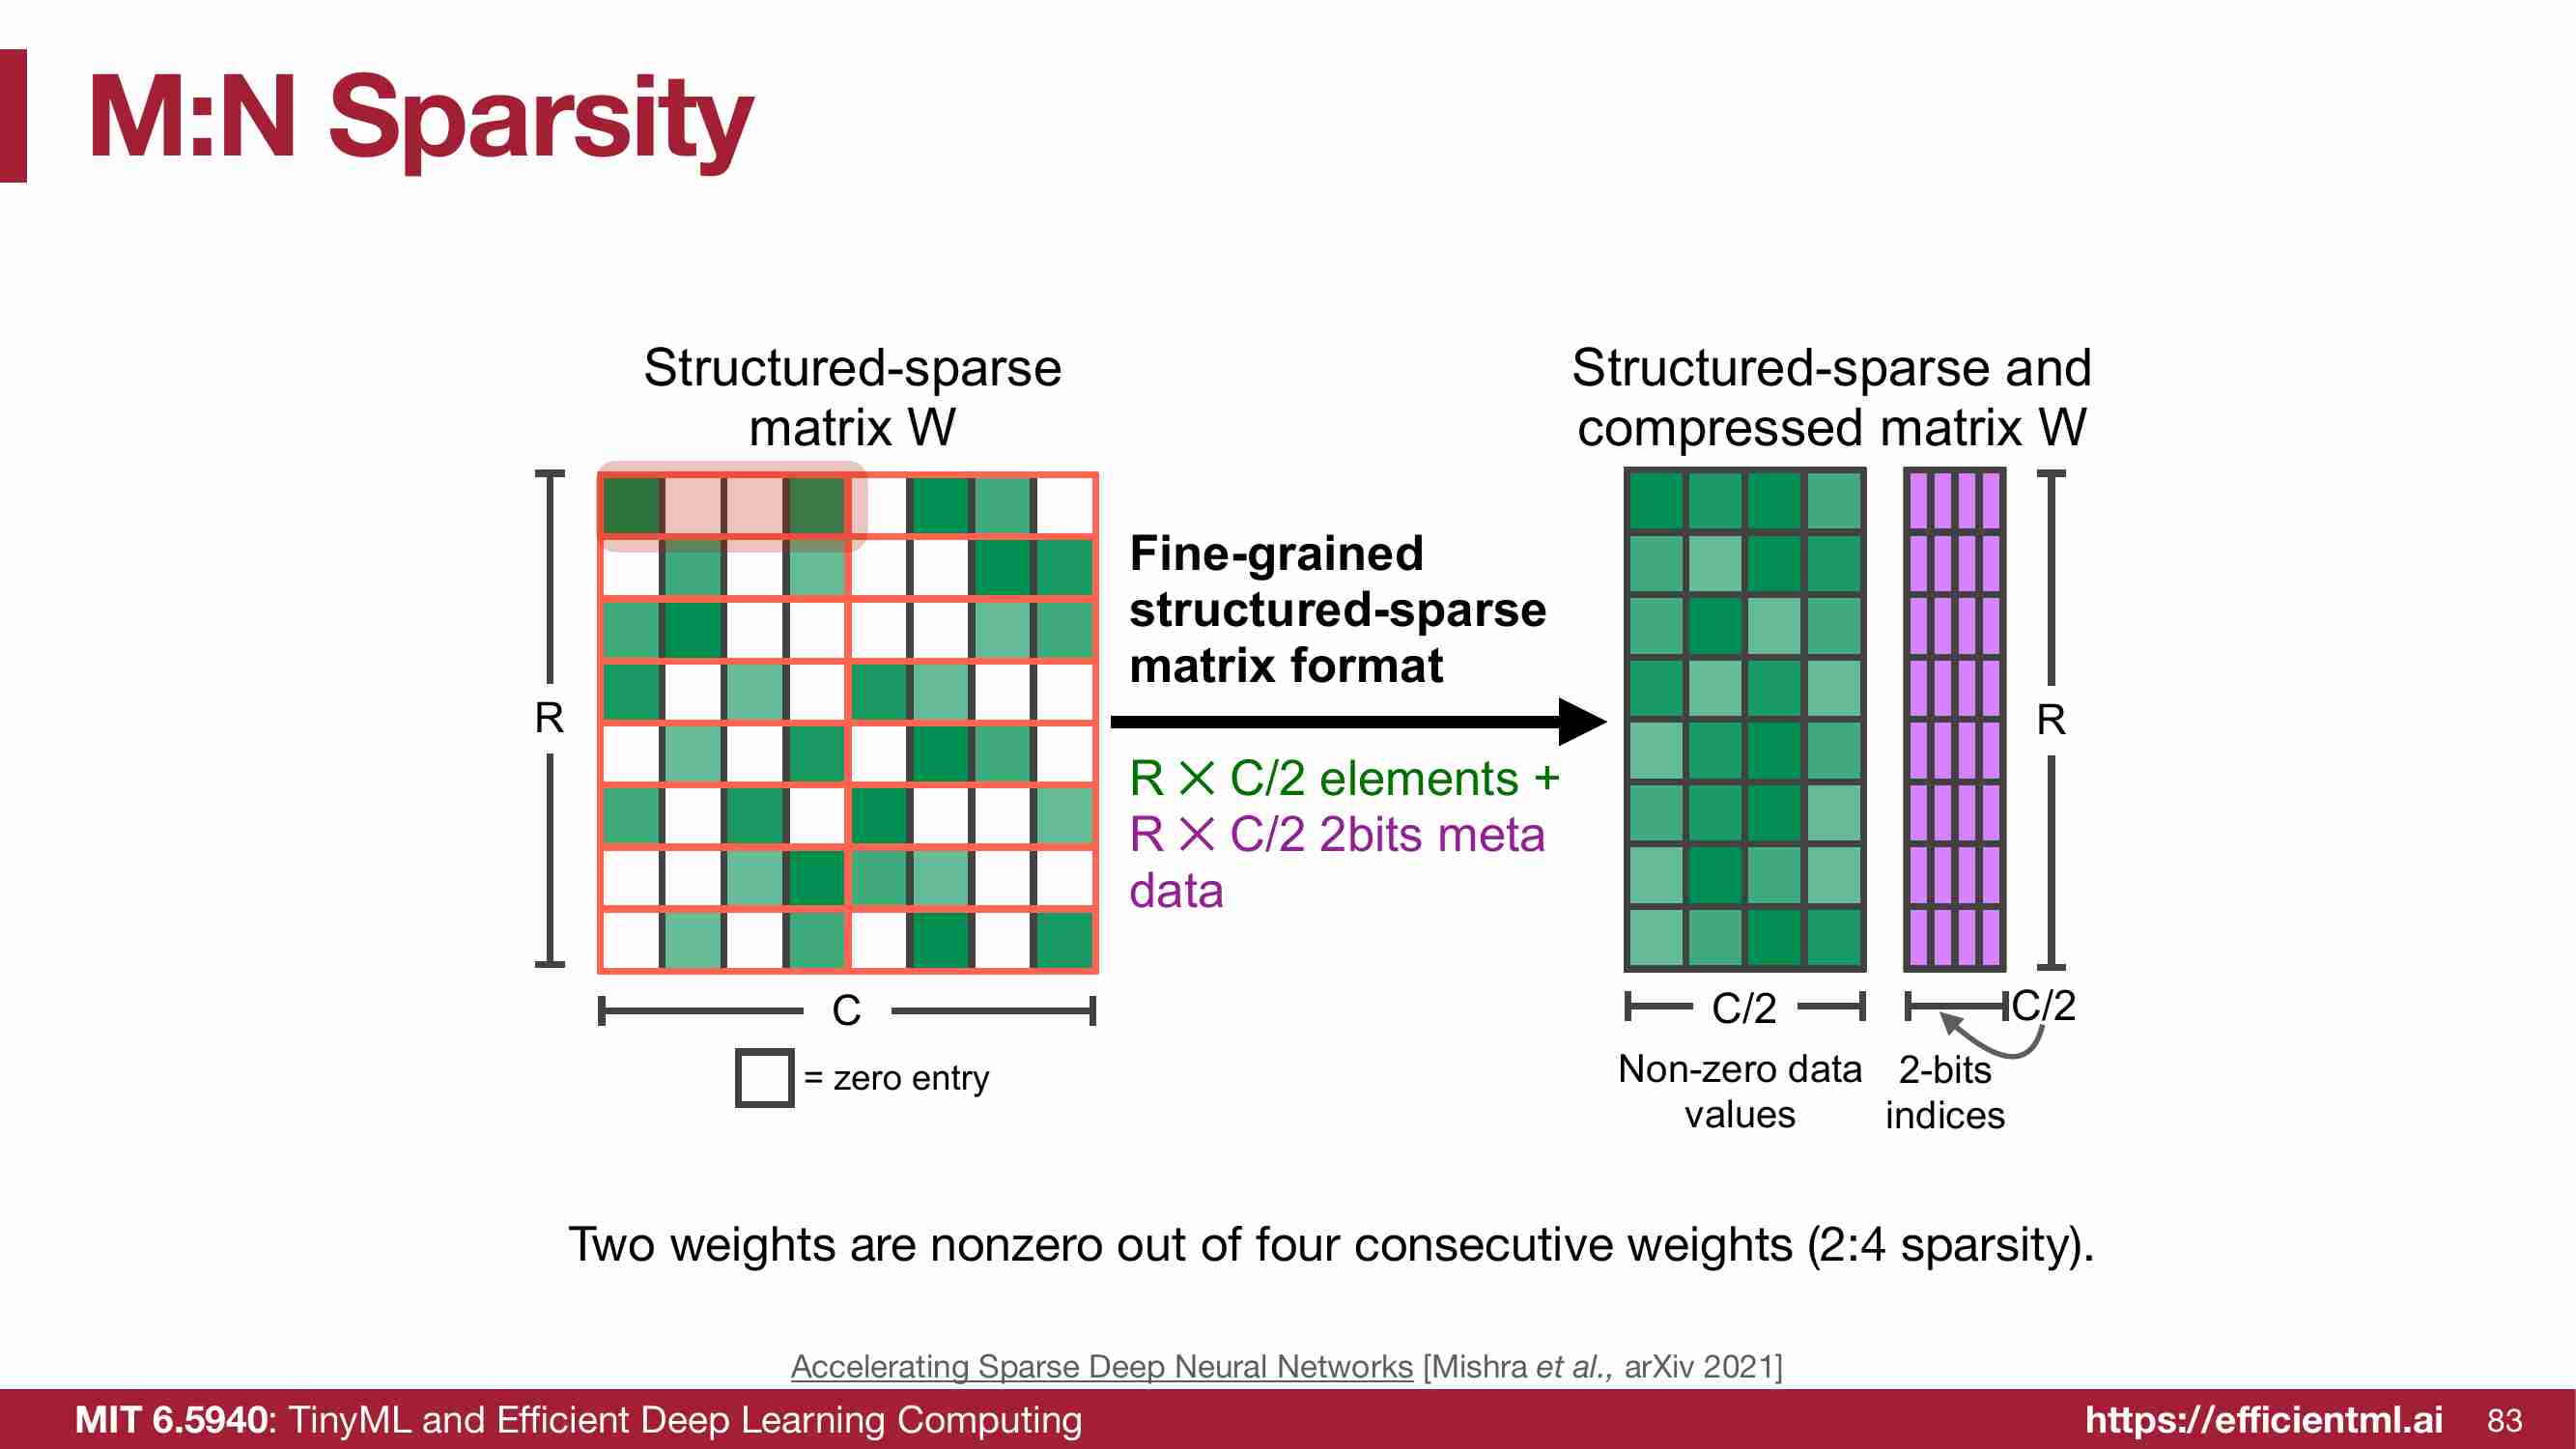 M:N Sparsity
Structured-sparse
matrix W
R
C
= zero entry
Fine-grained
structured-sparse
matrix format
R × C/2 elements +
R × C/2 2bits meta
data
Structured-sparse and
compressed matrix W
R
C/2
C/2
Non-zero data
values
2-bits
indices
Two weights are nonzero out of four consecutive weights (2:4 sparsity).
Accelerating Sparse Deep Neural Networks [Mishra et al., arXiv 2021]
MIT 6.5940: TinyML and Efficient Deep Learning Computing
https://efficientml.ai
83